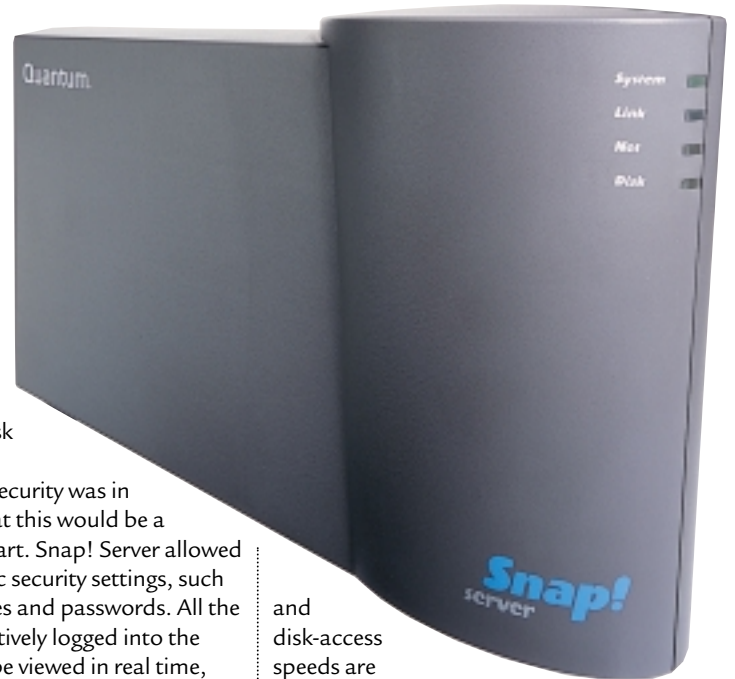 Quantum
System
Link
Net
Disk
Snap!
server
sk
ecurity was in
at this would be a
art. Snap! Server allowed
c security settings, such
es and passwords. All the
tively logged into the
be viewed in real time,
and
disk-access
speeds are